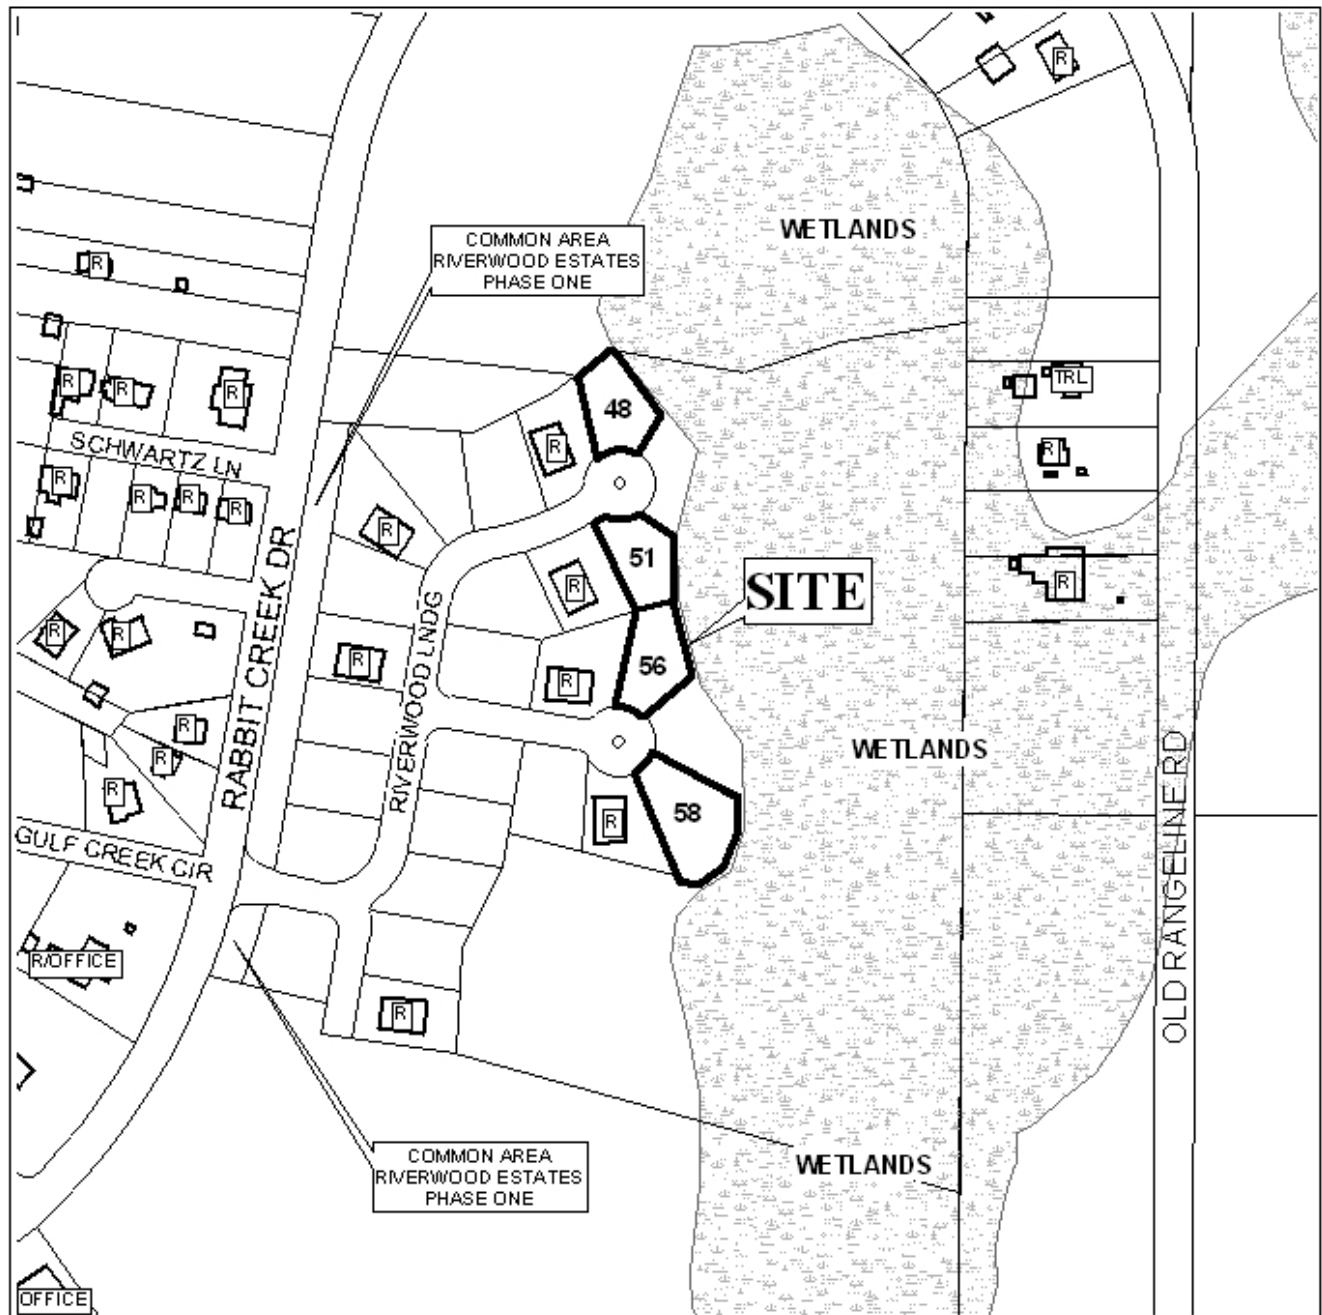 R
WETLANDS
COMMON AREA
RIVERWOOD ESTATES
PHASE ONE
R
R
R
R
TRL
48
SCHWARTZ LN
R
R
R
R
R
R
R
51
R
SITE
R
RABBIT CREEK DR
RIVERWOOD LNDG
R
R
R
56
R
R
R
WETLANDS
OLD RANGELINE RD
R
58
R
GULF CREEK CIR
R/OFFICE
R
COMMON AREA
RIVERWOOD ESTATES
PHASE ONE
WETLANDS
OFFICE